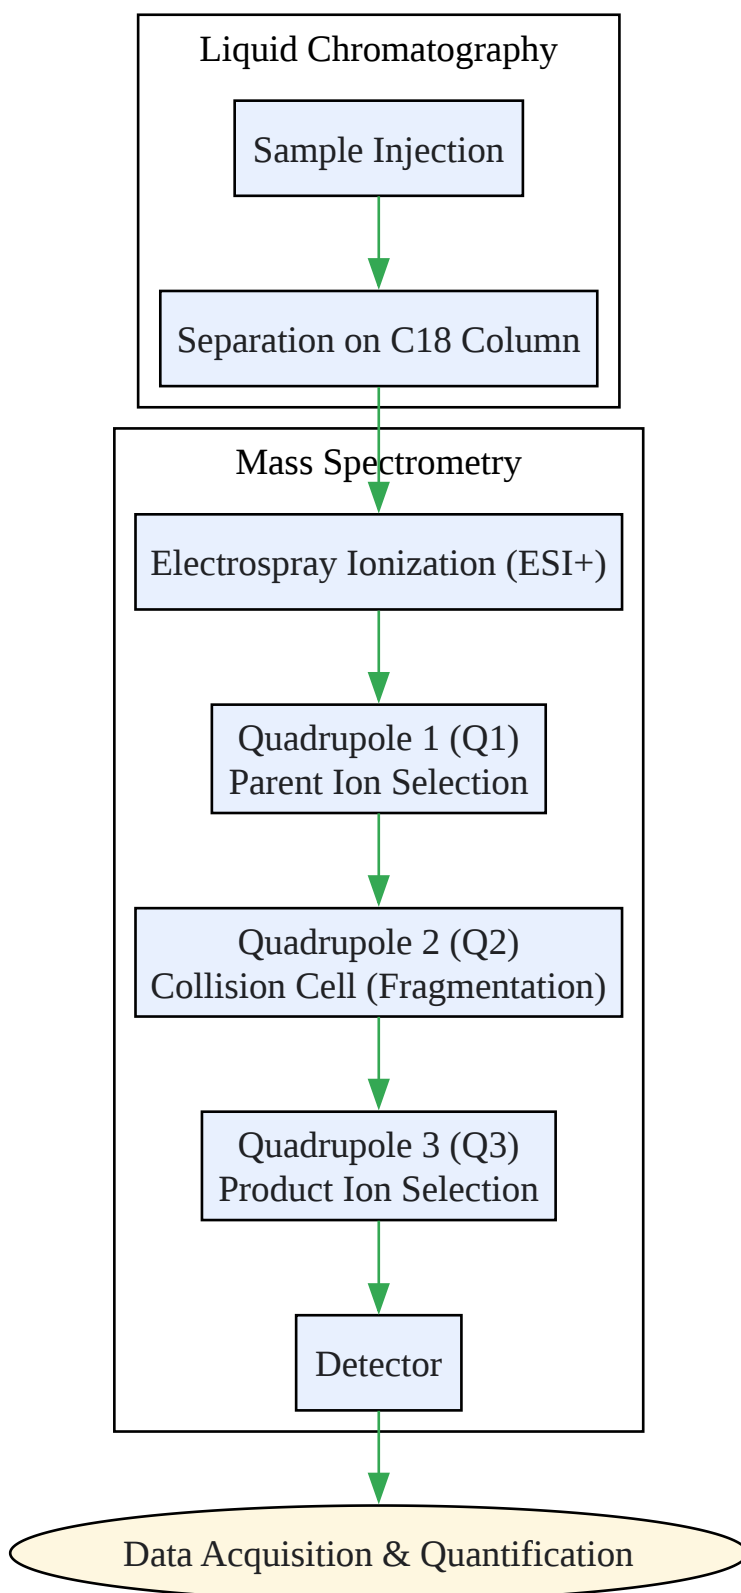 Liquid Chromatography
Sample Injection
Separation on C18 Column
Mass Spectrometry
Electrospray Ionization (ESI+)
Quadrupole 1 (Q1)
Parent Ion Selection
Quadrupole 2 (Q2)
Collision Cell (Fragmentation)
Quadrupole 3 (Q3)
Product Ion Selection
Detector
Data Acquisition & Quantification